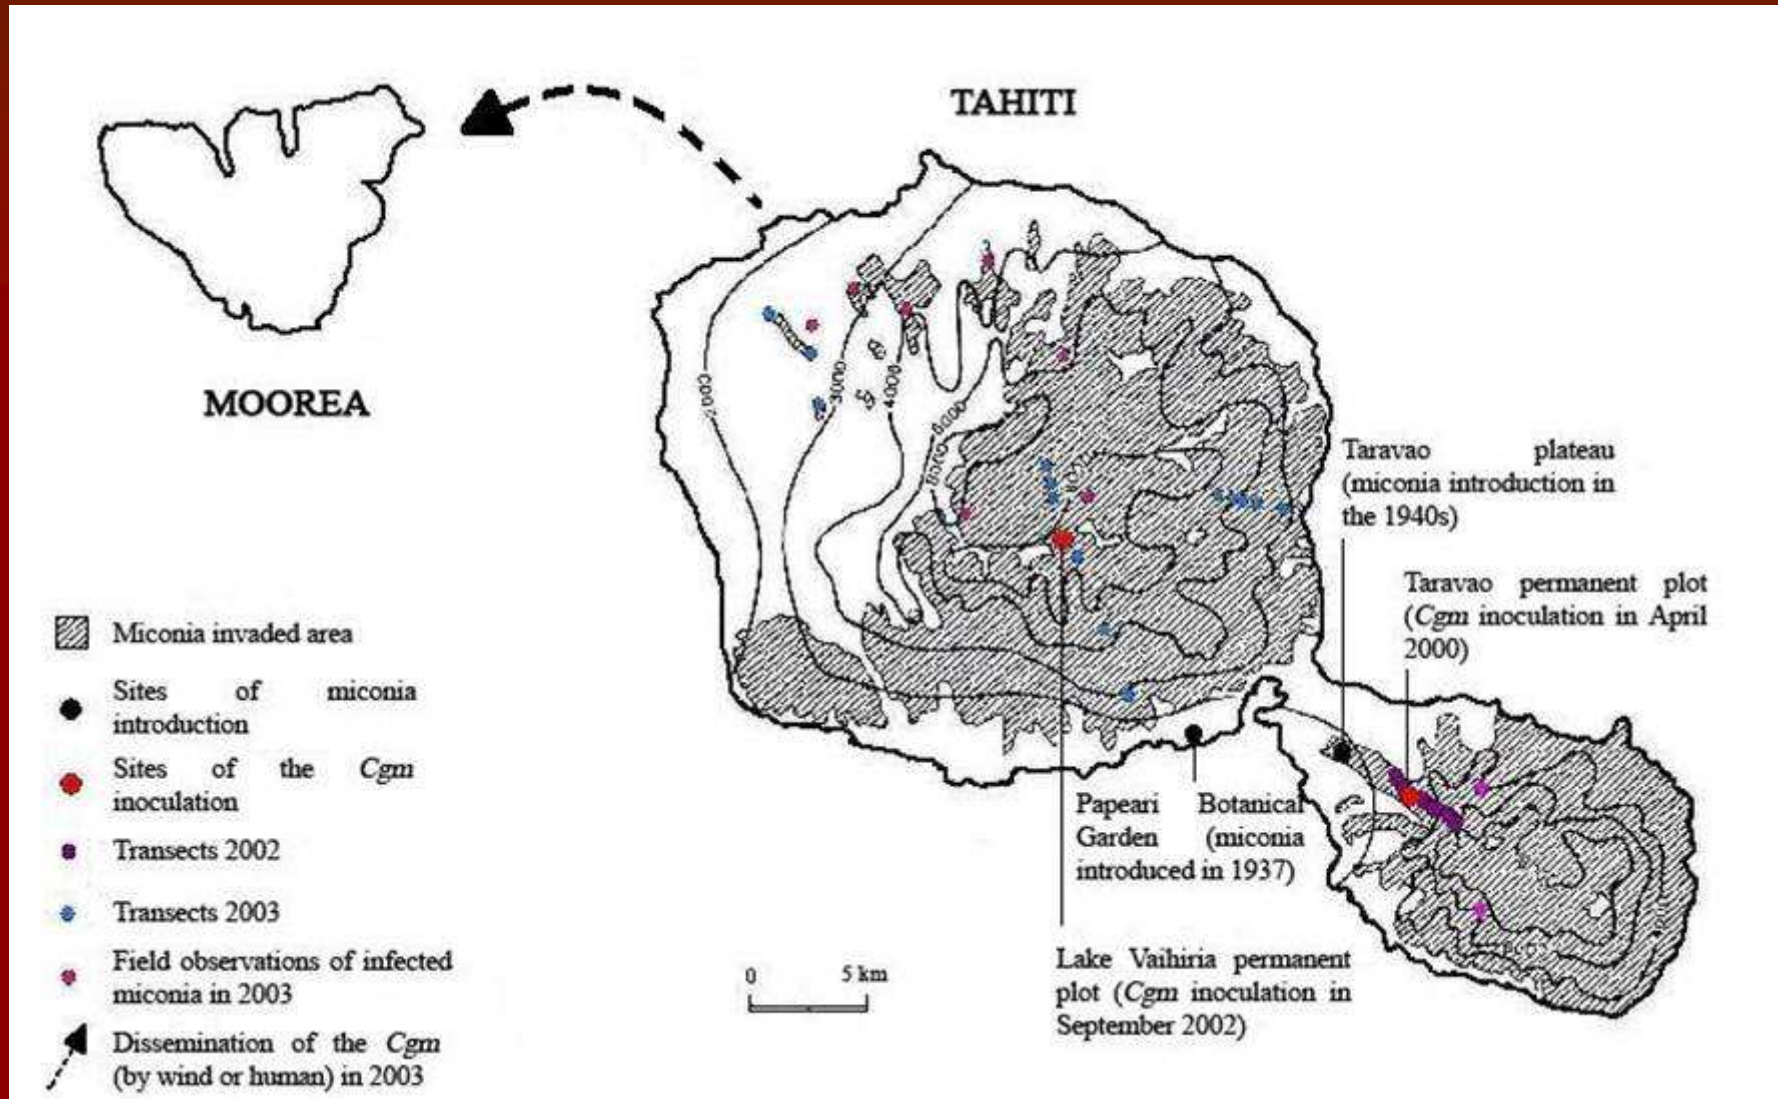 TAHITI
MOOREA
3000
4000
6000
8000
Taravao plateau
(miconia introduction in
the 1940s)
Taravao permanent plot
(Cgm inoculation in April
2000)
Miconia invaded area
Sites of miconia
introduction
Sites of the Cgm
inoculation
Transects 2002
Transects 2003
Field observations of infected
miconia in 2003
Dissemination of the Cgm
(by wind or human) in 2003
Papeari Botanical
Garden (miconia
introduced in 1937)
Lake Vaihiria permanent
plot (Cgm inoculation in
September 2002)
0 5 km